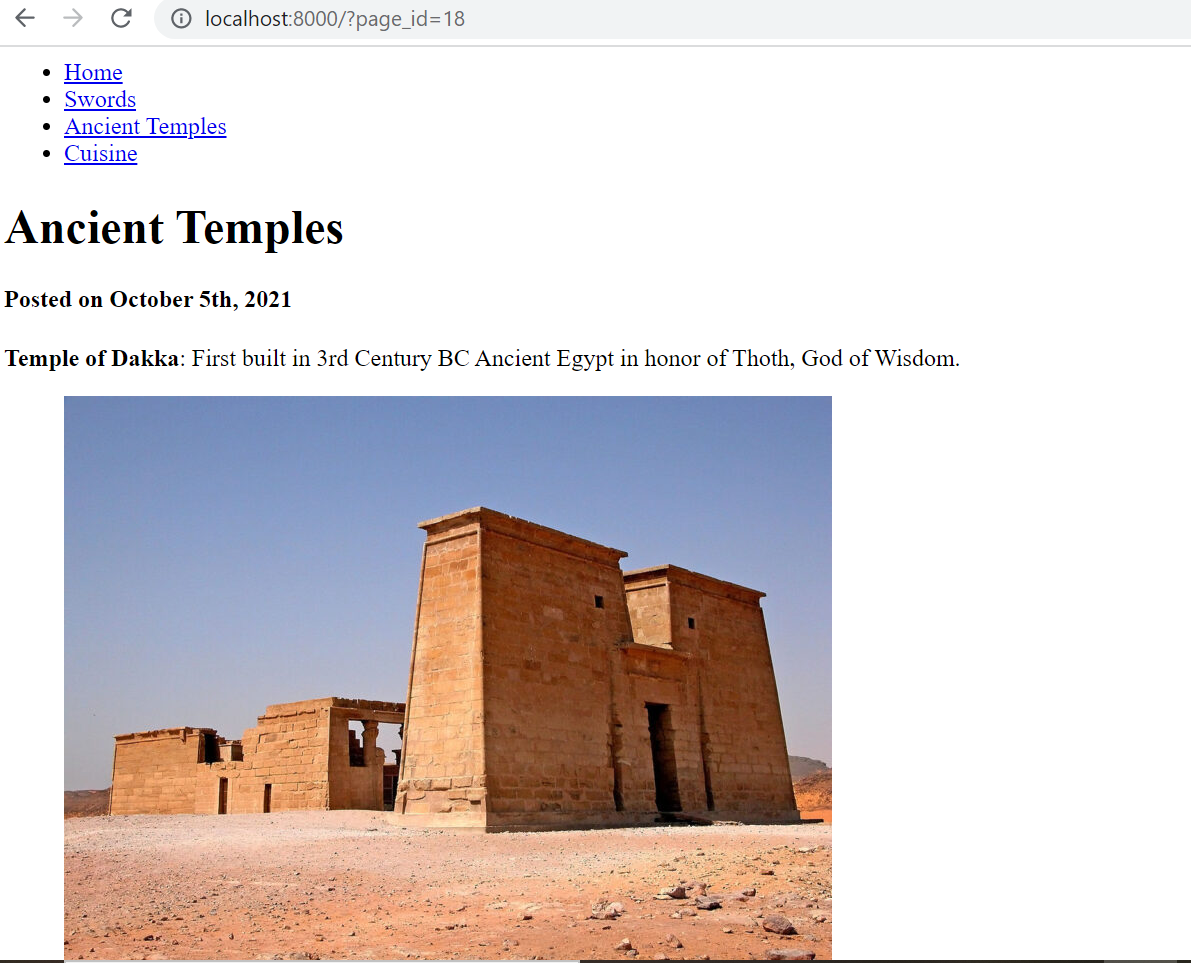 localhost:8000/?page_id=18
Home
Swords
Ancient Temples
Cuisine
Ancient Temples
Posted on October 5th, 2021
Temple of Dakka: First built in 3rd Century BC Ancient Egypt in honor of Thoth, God of Wisdom.